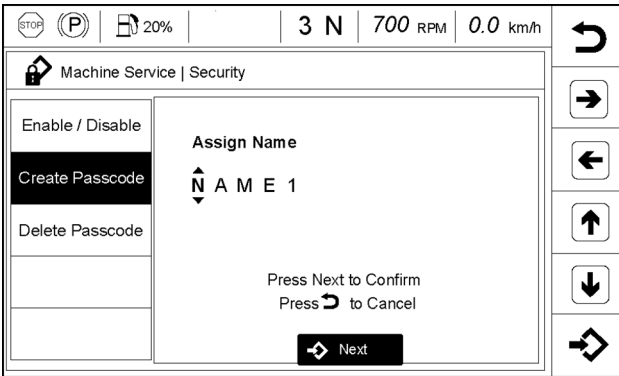 STOP (P) 20% 3 N 700 RPM 0.0 km/h
Machine Service | Security
Enable / Disable
Create Passcode
Delete Passcode
Assign Name
N A M E 1
Press Next to Confirm
Press to Cancel
Next